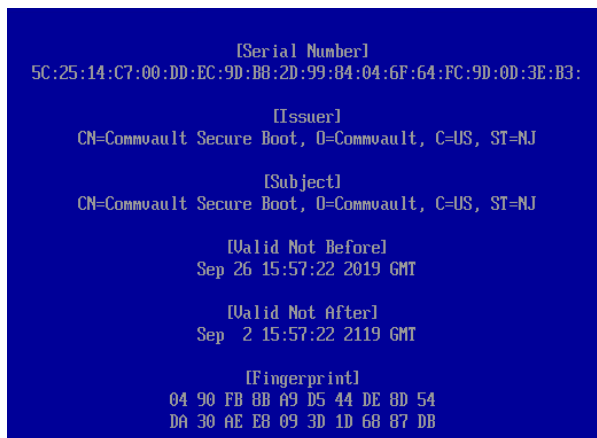 [Serial Number]
5C:25:14:C7:00:DD:EC:9D:B8:2D:99:84:04:6F:64:FC:9D:0D:3E:B3:
[Issuer]
CN=Commvault Secure Boot, O=Commvault, C=US, ST=NJ
[Subject]
CN=Commvault Secure Boot, O=Commvault, C=US, ST=NJ
[Valid Not Before]
Sep 26 15:57:22 2019 GMT
[Valid Not After]
Sep  2 15:57:22 2119 GMT
[Fingerprint]
04 90 FB 8B A9 D5 44 DE 8D 54
DA 30 AE E8 09 3D 1D 68 87 DB